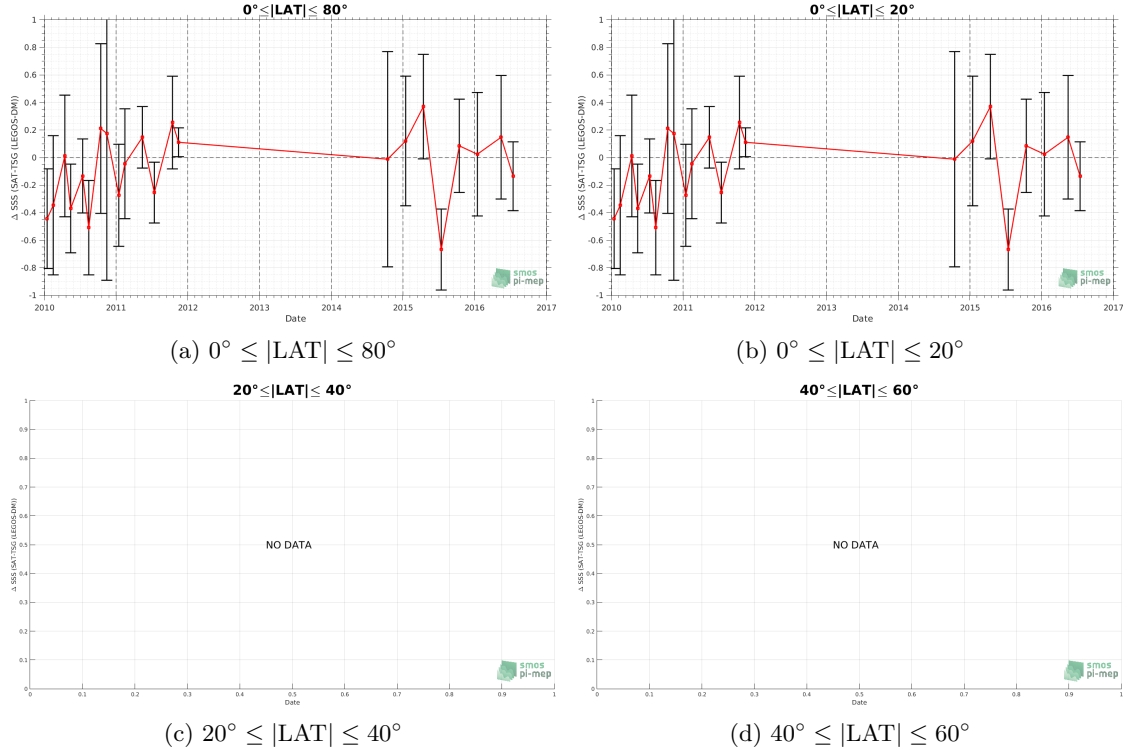 0°≤|LAT|≤ 80°
Δ SSS (SAT-TSG (LEGOS-DM))
1
0.8
0.6
0.4
0.2
0
-0.2
-0.4
-0.6
-0.8
-1
2010 2011 2012 2013 2014 2015 2016 2017
Date
smos
pi-mep
(a) 0° ≤ |LAT| ≤ 80°
0°≤|LAT|≤ 20°
Δ SSS (SAT-TSG (LEGOS-DM))
1
0.8
0.6
0.4
0.2
0
-0.2
-0.4
-0.6
-0.8
-1
2010 2011 2012 2013 2014 2015 2016 2017
Date
smos
pi-mep
(b) 0° ≤ |LAT| ≤ 20°
20°≤|LAT|≤ 40°
Δ SSS (SAT-TSG (LEGOS-DM))
1
0.9
0.8
0.7
0.6
0.5
0.4
0.3
0.2
0.1
0
NO DATA
0 0.1 0.2 0.3 0.4 0.5 0.6 0.7 0.8 0.9 1
Date
smos
pi-mep
(c) 20° ≤ |LAT| ≤ 40°
40°≤|LAT|≤ 60°
Δ SSS (SAT-TSG (LEGOS-DM))
1
0.9
0.8
0.7
0.6
0.5
0.4
0.3
0.2
0.1
0
NO DATA
0 0.1 0.2 0.3 0.4 0.5 0.6 0.7 0.8 0.9 1
Date
smos
pi-mep
(d) 40° ≤ |LAT| ≤ 60°